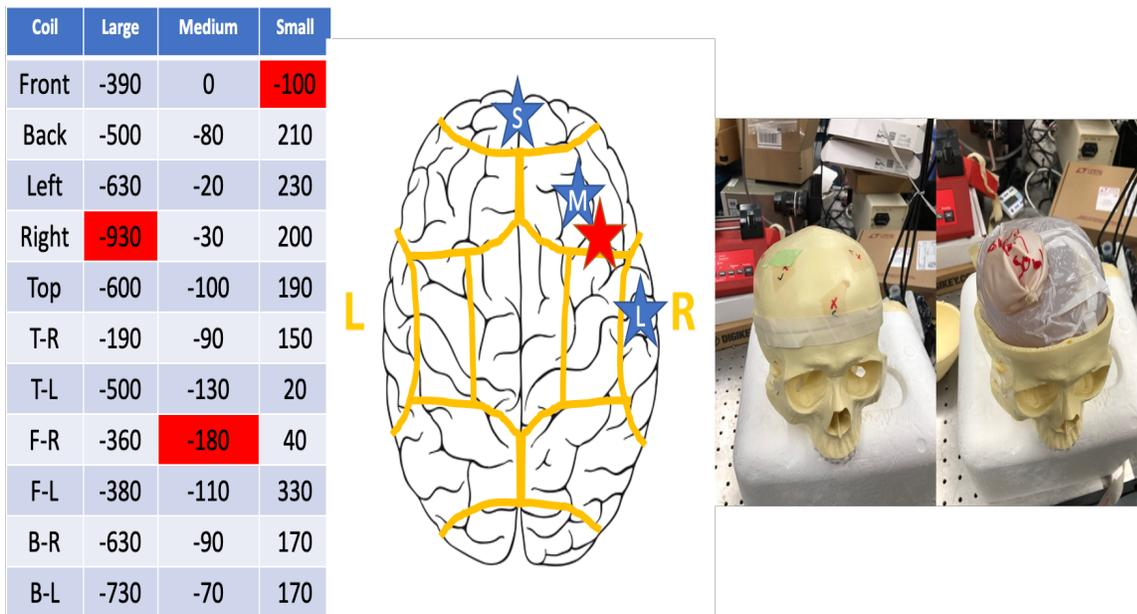 Coil Large Medium Small
Front -390 0 -100
Back -500 -80 210
Left -630 -20 230
Right -930 -30 200
Top -600 -100 190
T-R -190 -90 150
T-L -500 -130 20
F-R -360 -180 40
F-L -380 -110 330
B-R -630 -90 170
B-L -730 -70 170
S
M
L
L
R
DIGIKEY.COM